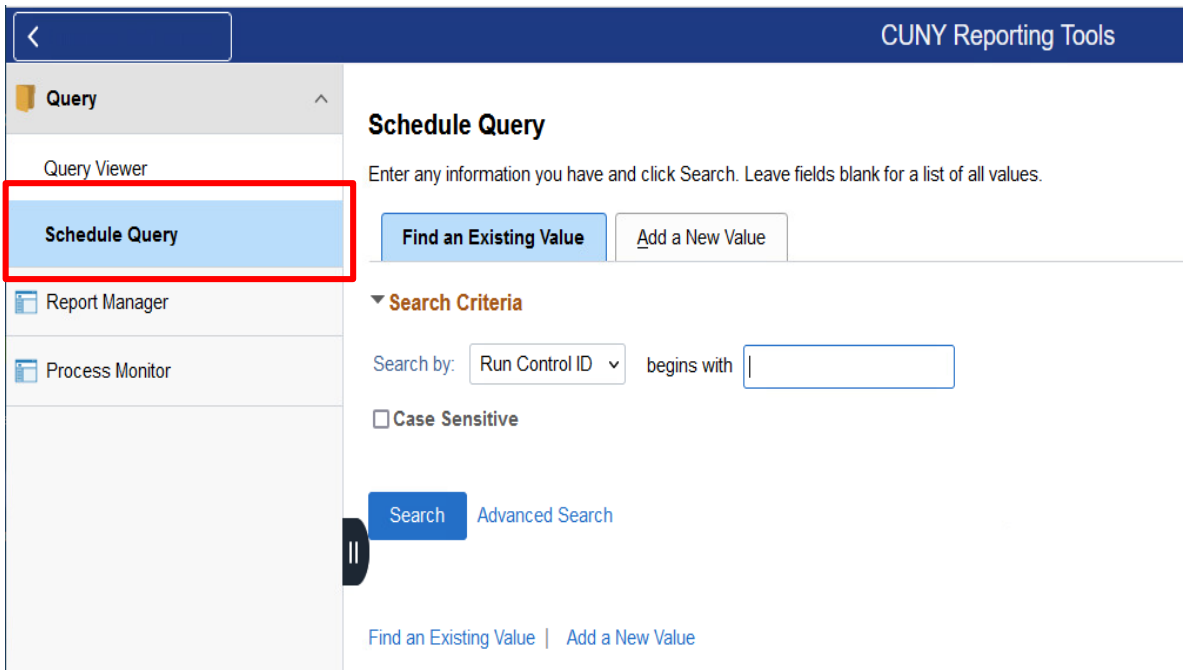 CUNY Reporting Tools
Query
Query Viewer
Schedule Query
Report Manager
Process Monitor
Schedule Query
Enter any information you have and click Search. Leave fields blank for a list of all values.
Find an Existing Value
Add a New Value
Search Criteria
Search by: Run Control ID begins with
Case Sensitive
Search Advanced Search
Find an Existing Value | Add a New Value